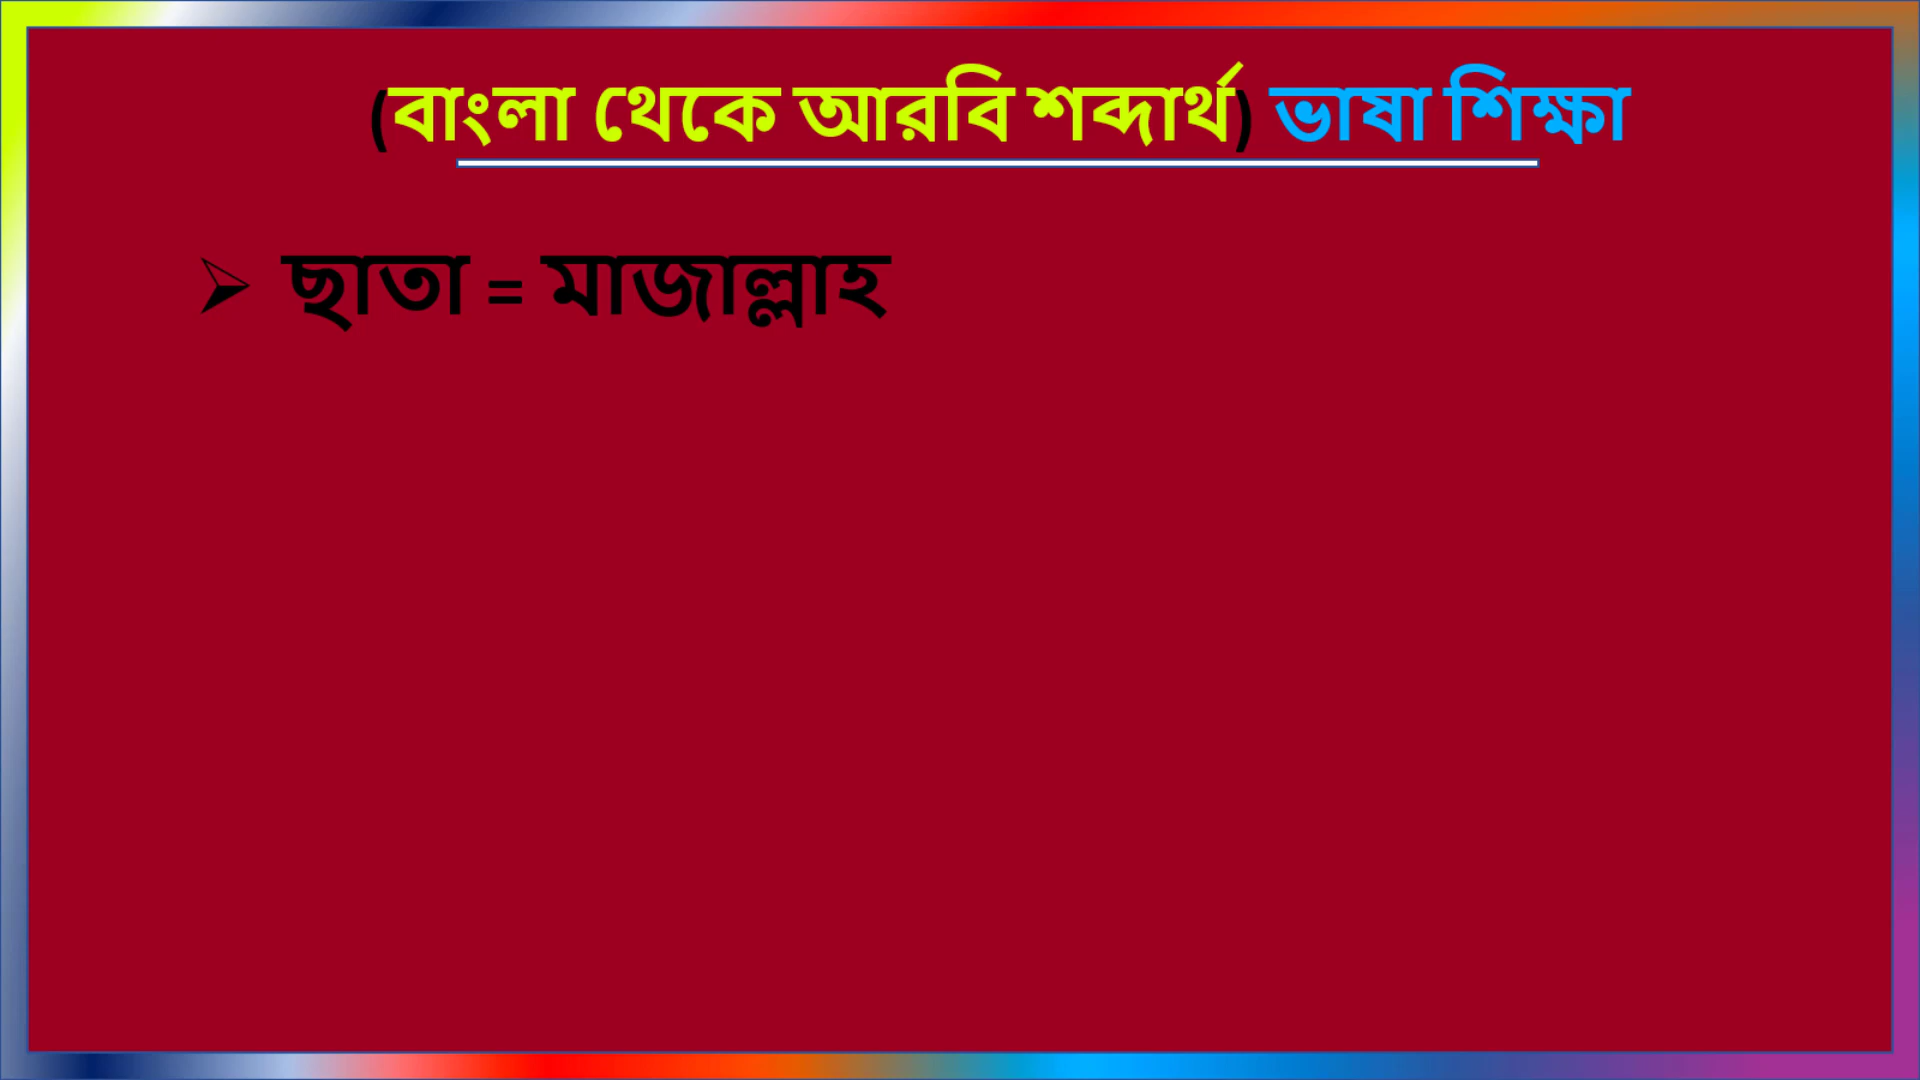 (বাংলা থেকে আরবি শব্দার্থ) ভাষা শিক্ষা
➢ ছাতা = মাজাল্লাহ